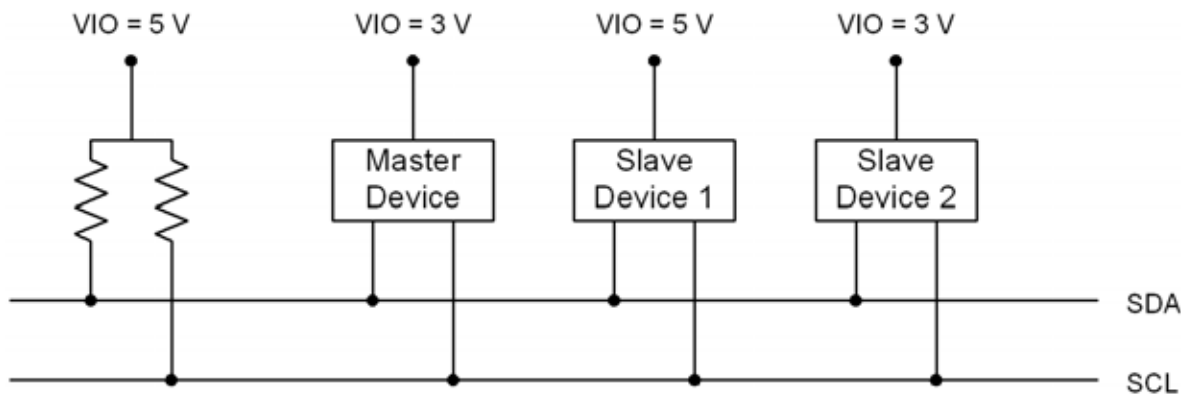 VIO = 5 V
VIO = 3 V
VIO = 5 V
VIO = 3 V
Master
Device
Slave
Device 1
Slave
Device 2
SDA
SCL